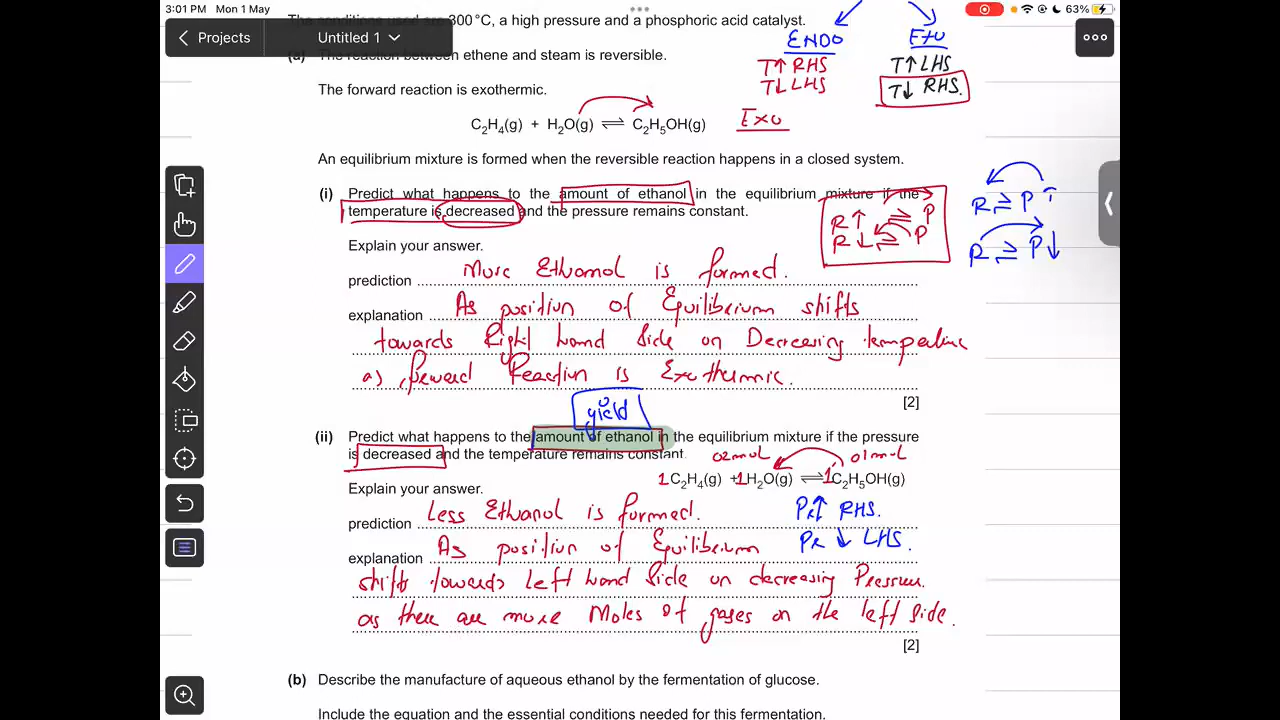 3:01 PM Mon 1 May
63%
Projects
Untitled 1
300°C, a high pressure and a phosphoric acid catalyst.
ENDO
T↑ RHS
T↓ LHS
EXO
T↑ LHS
T↓ RHS.
(a) The reaction between ethene and steam is reversible.
The forward reaction is exothermic.
C₂H₄(g) + H₂O(g) ⇌ C₂H₅OH(g)
Exo
An equilibrium mixture is formed when the reversible reaction happens in a closed system.
(i) Predict what happens to the amount of ethanol in the equilibrium mixture if the
temperature is decreased and the pressure remains constant.
R↑ ⇌ P
R↓ ⇌ P
R ⇌ P ↑
R ⇌ P↓
Explain your answer.
prediction More Ethanol is formed.
explanation As position of Equilibrium shifts
towards Right hand Side on Decreasing temperature
as forward Reaction is Exothermic.
[2]
yield
(ii) Predict what happens to the amount of ethanol in the equilibrium mixture if the pressure
is decreased and the temperature remains constant.
02mol 01mol
1C₂H₄(g) +1H₂O(g) ⇌ 1C₂H₅OH(g)
Explain your answer.
Pr↑ RHS.
Pr ↓ LHS.
prediction Less Ethanol is formed.
explanation As position of Equilibrium
shifts towards Left hand Side on decreasing Pressure.
as there are more Moles of gases on the left side.
[2]
(b) Describe the manufacture of aqueous ethanol by the fermentation of glucose.
Include the equation and the essential conditions needed for this fermentation.